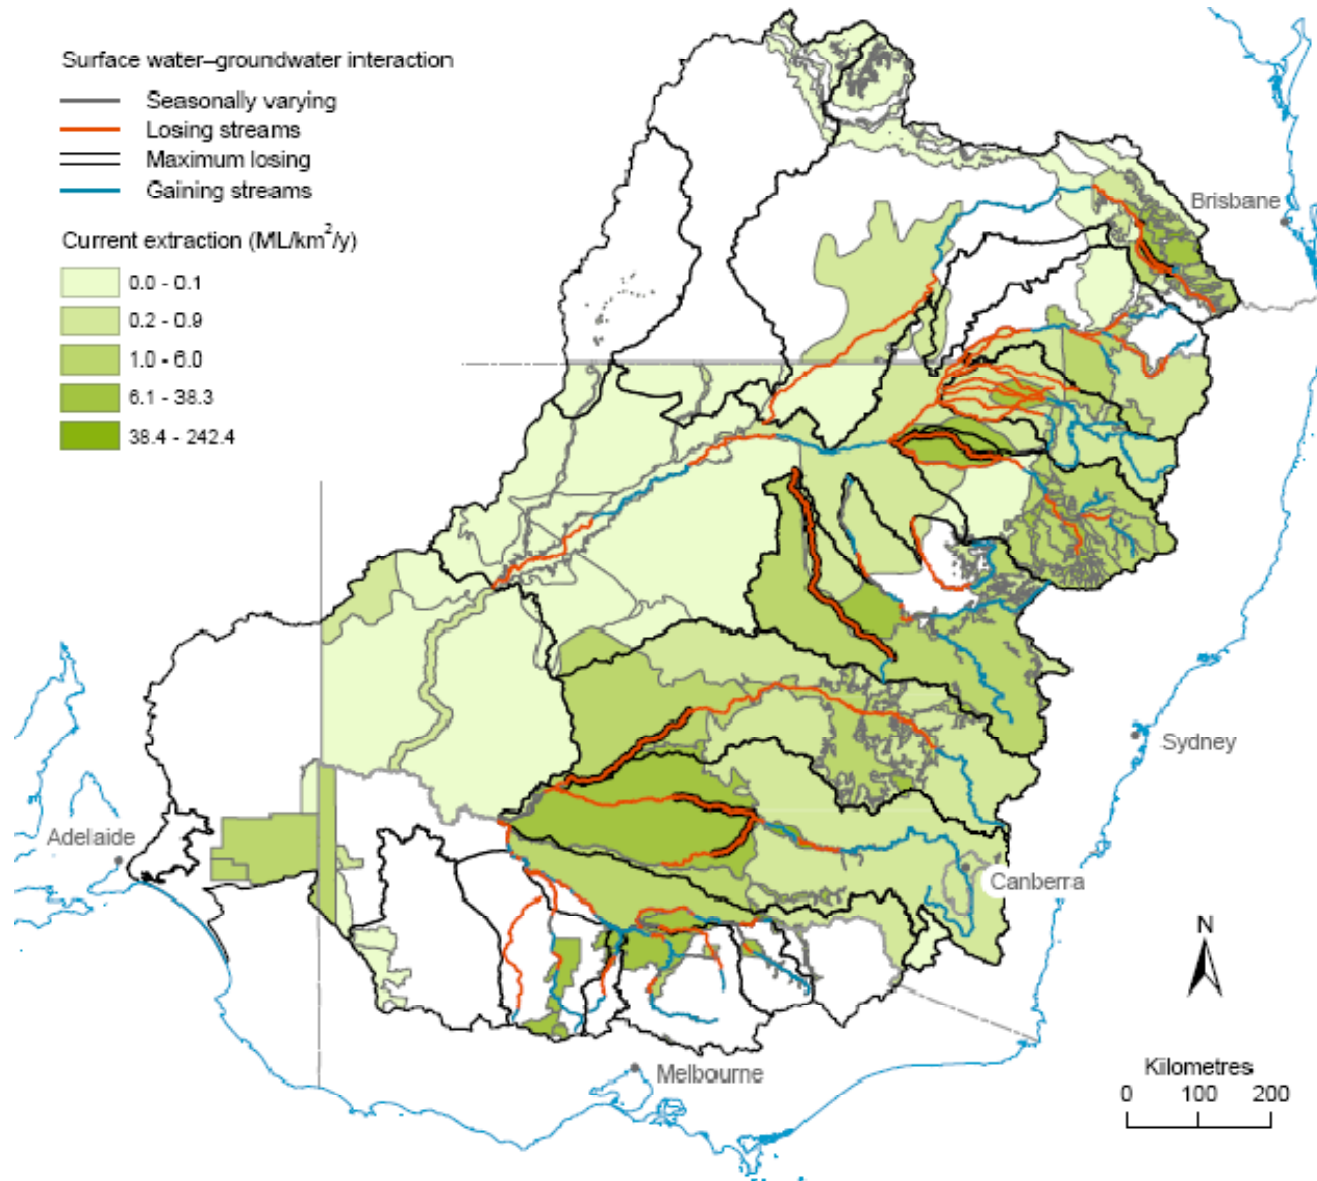 Surface water–groundwater interaction
Seasonally varying
Losing streams
Maximum losing
Gaining streams
Current extraction (ML/km²/y)
0.0 - 0.1
0.2 - 0.9
1.0 - 6.0
6.1 - 38.3
38.4 - 242.4
Brisbane
Sydney
Adelaide
Canberra
N
Melbourne
Kilometres
0 100 200